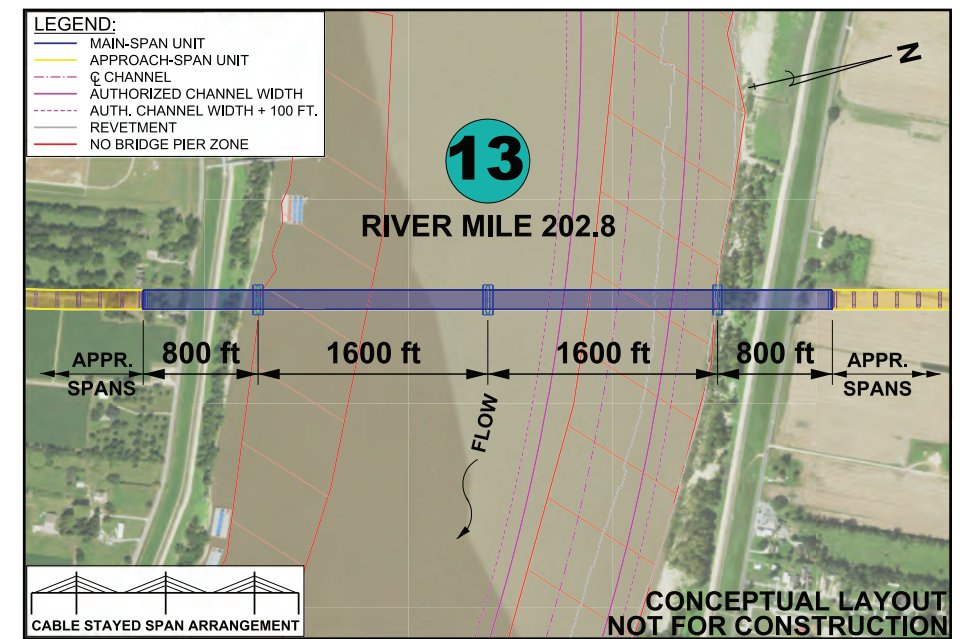 LEGEND:
MAIN-SPAN UNIT
APPROACH-SPAN UNIT
℄ CHANNEL
AUTHORIZED CHANNEL WIDTH
AUTH. CHANNEL WIDTH + 100 FT.
REVETMENT
NO BRIDGE PIER ZONE
N
13
RIVER MILE 202.8
APPR.
SPANS
800 ft
1600 ft
1600 ft
800 ft
APPR.
SPANS
FLOW
CABLE STAYED SPAN ARRANGEMENT
CONCEPTUAL LAYOUT
NOT FOR CONSTRUCTION